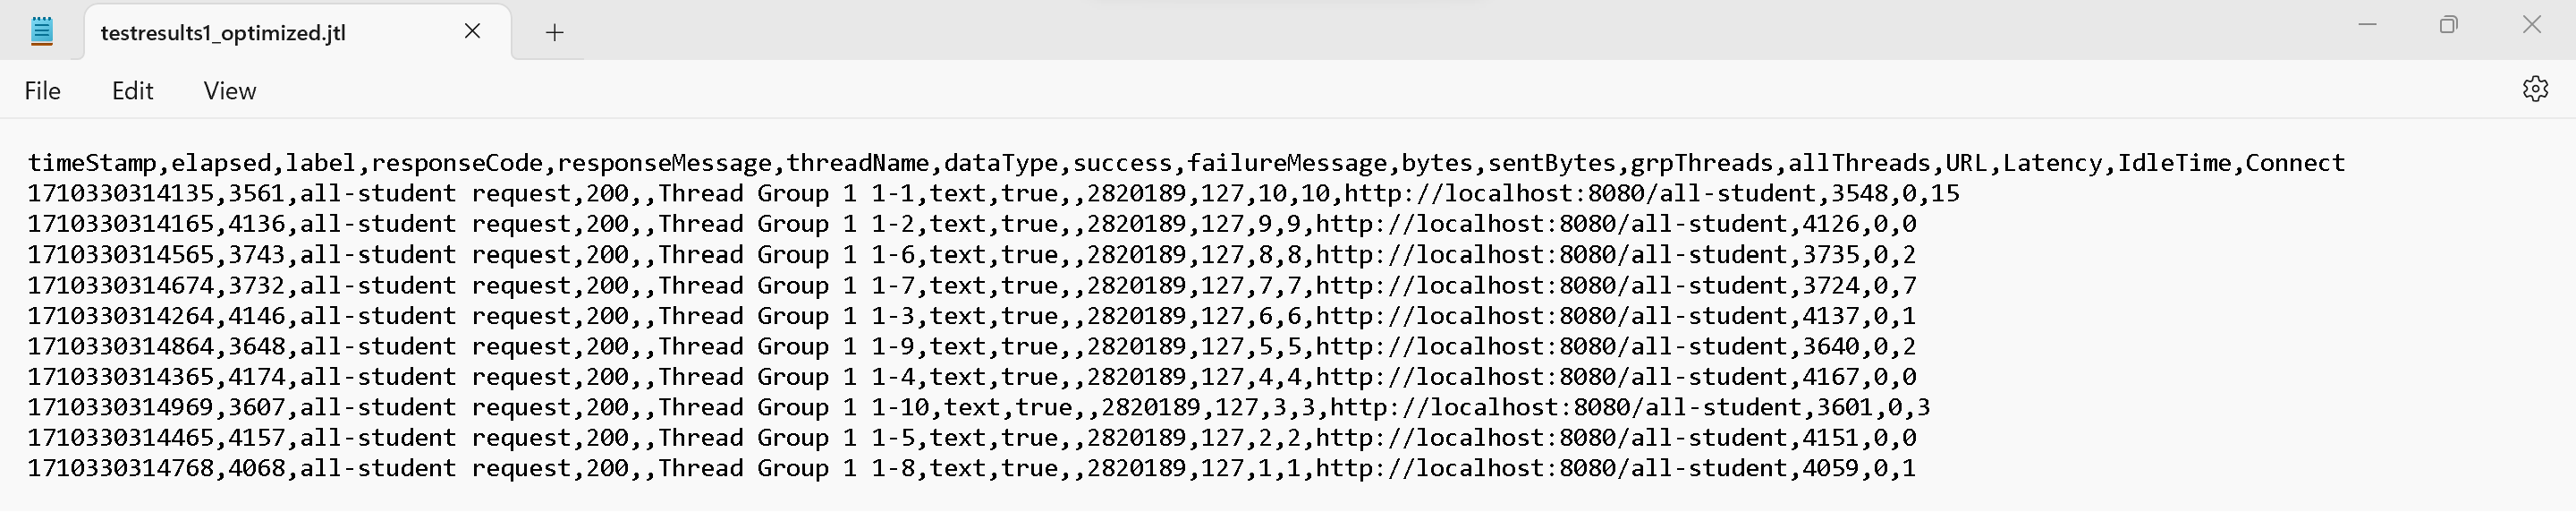 testresults1_optimized.jtl
File Edit View
timeStamp,elapsed,label,responseCode,responseMessage,threadName,dataType,success,failureMessage,bytes,sentBytes,grpThreads,allThreads,URL,Latency,IdleTime,Connect
1710330314135,3561,all-student request,200,,Thread Group 1 1-1,text,true,,2820189,127,10,10,http://localhost:8080/all-student,3548,0,15
1710330314165,4136,all-student request,200,,Thread Group 1 1-2,text,true,,2820189,127,9,9,http://localhost:8080/all-student,4126,0,0
1710330314565,3743,all-student request,200,,Thread Group 1 1-6,text,true,,2820189,127,8,8,http://localhost:8080/all-student,3735,0,2
1710330314674,3732,all-student request,200,,Thread Group 1 1-7,text,true,,2820189,127,7,7,http://localhost:8080/all-student,3724,0,7
1710330314264,4146,all-student request,200,,Thread Group 1 1-3,text,true,,2820189,127,6,6,http://localhost:8080/all-student,4137,0,1
1710330314864,3648,all-student request,200,,Thread Group 1 1-9,text,true,,2820189,127,5,5,http://localhost:8080/all-student,3640,0,2
1710330314365,4174,all-student request,200,,Thread Group 1 1-4,text,true,,2820189,127,4,4,http://localhost:8080/all-student,4167,0,0
1710330314969,3607,all-student request,200,,Thread Group 1 1-10,text,true,,2820189,127,3,3,http://localhost:8080/all-student,3601,0,3
1710330314465,4157,all-student request,200,,Thread Group 1 1-5,text,true,,2820189,127,2,2,http://localhost:8080/all-student,4151,0,0
1710330314768,4068,all-student request,200,,Thread Group 1 1-8,text,true,,2820189,127,1,1,http://localhost:8080/all-student,4059,0,1